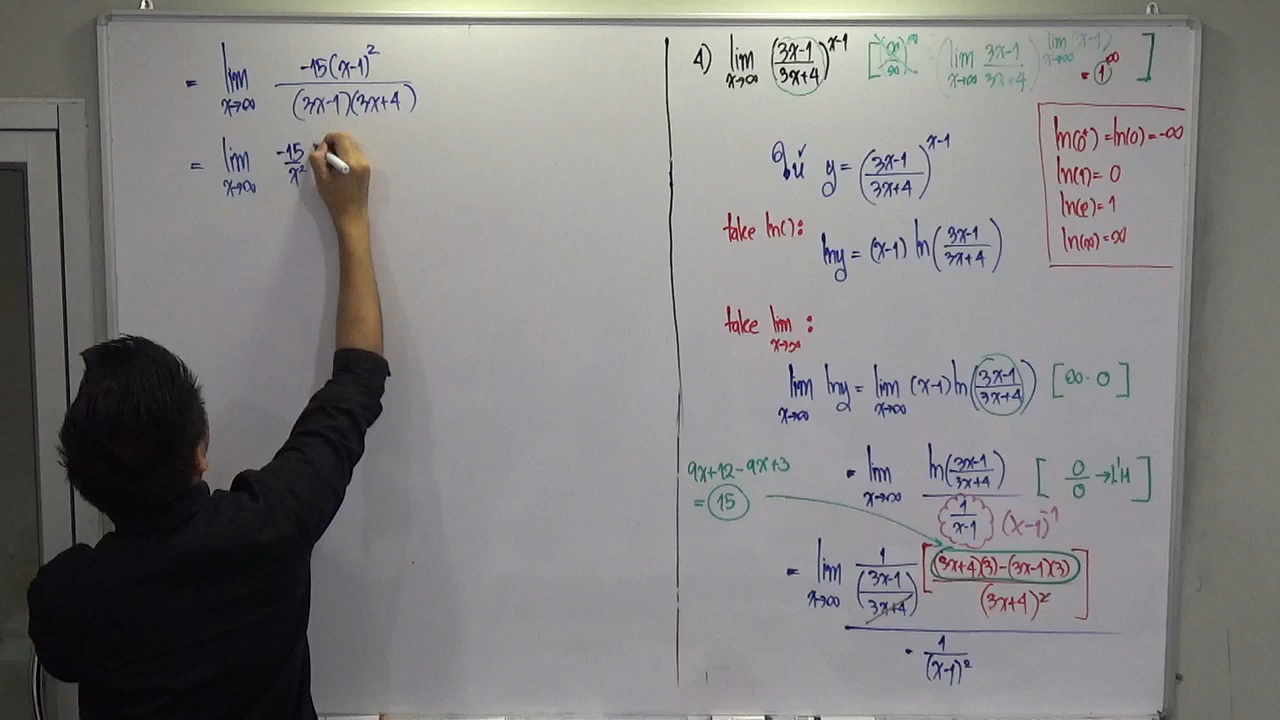 = lim x→∞ -15(x-1)² / (3x-1)(3x+4)
= lim x→∞ -15 / x²
4) lim x→∞ ((3x-1)/(3x+4))^(x-1) [(∞/∞)^∞ (lim x→∞ (3x-1)/(3x+4))^(lim x→∞ (x-1)) = 1^∞]
ln(0⁺) = ln(0) = -∞
ln(1) = 0
ln(e) = 1
ln(∞) = ∞
ให้ y = ((3x-1)/(3x+4))^(x-1)
take ln():
lny = (x-1) ln((3x-1)/(3x+4))
take lim x→∞ :
lim x→∞ lny = lim x→∞ (x-1) ln((3x-1)/(3x+4)) [∞·0]
= lim x→∞ ln((3x-1)/(3x+4)) / (1/(x-1)) (x-1)⁻¹ [0/0 → L'H]
9x+12-9x+3
= 15
= lim x→∞ 1/((3x-1)/(3x+4)) [((3x+4)(3)-(3x-1)(3)) / (3x+4)²]
- 1/(x-1)²